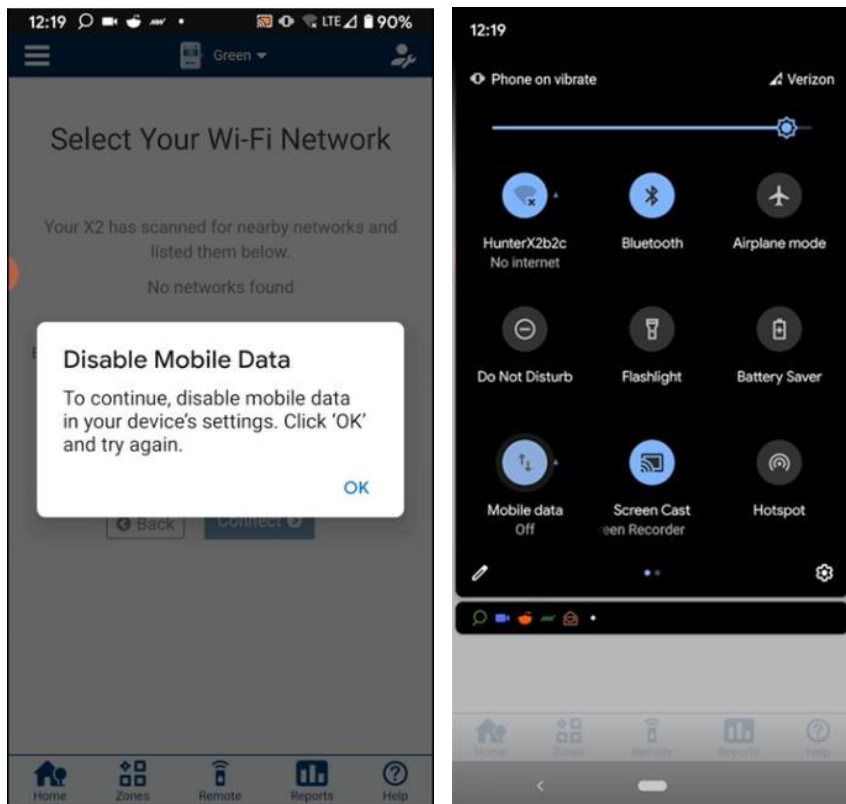 12:19
LTE 90%
Green
Select Your Wi-Fi Network
Your X2 has scanned for nearby networks and
listed them below.
No networks found
Disable Mobile Data
To continue, disable mobile data
in your device's settings. Click 'OK'
and try again.
OK
Back Connect
Home Zones Remote Reports Help
12:19
Phone on vibrate Verizon
HunterX2b2c Bluetooth Airplane mode
No internet
Do Not Disturb Flashlight Battery Saver
Mobile data Screen Cast Hotspot
Off een Recorder
Home Zones Remote Reports Help